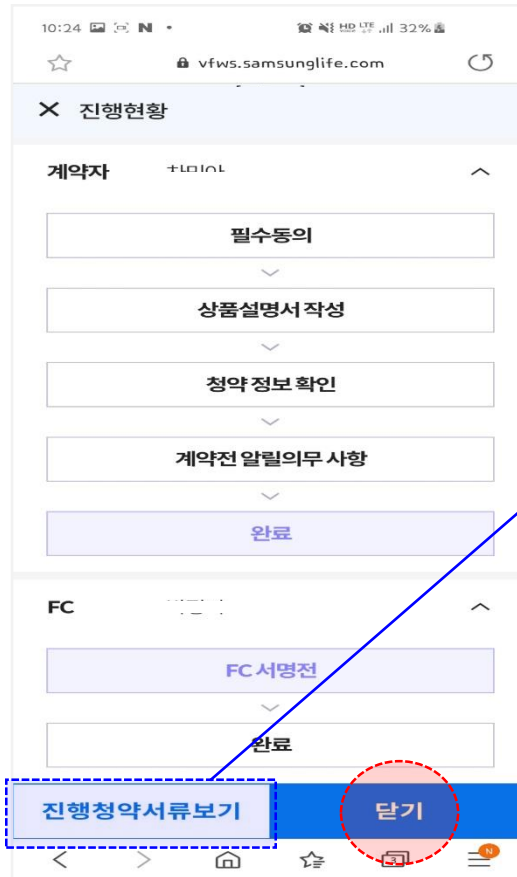 10:24 N HD LTE 32%
vfws.samsunglife.com
진행현황
계약자
필수동의
상품설명서 작성
청약 정보 확인
계약전 알릴의무 사항
완료
FC
FC 서명전
완료
진행청약서류보기 닫기
3 N